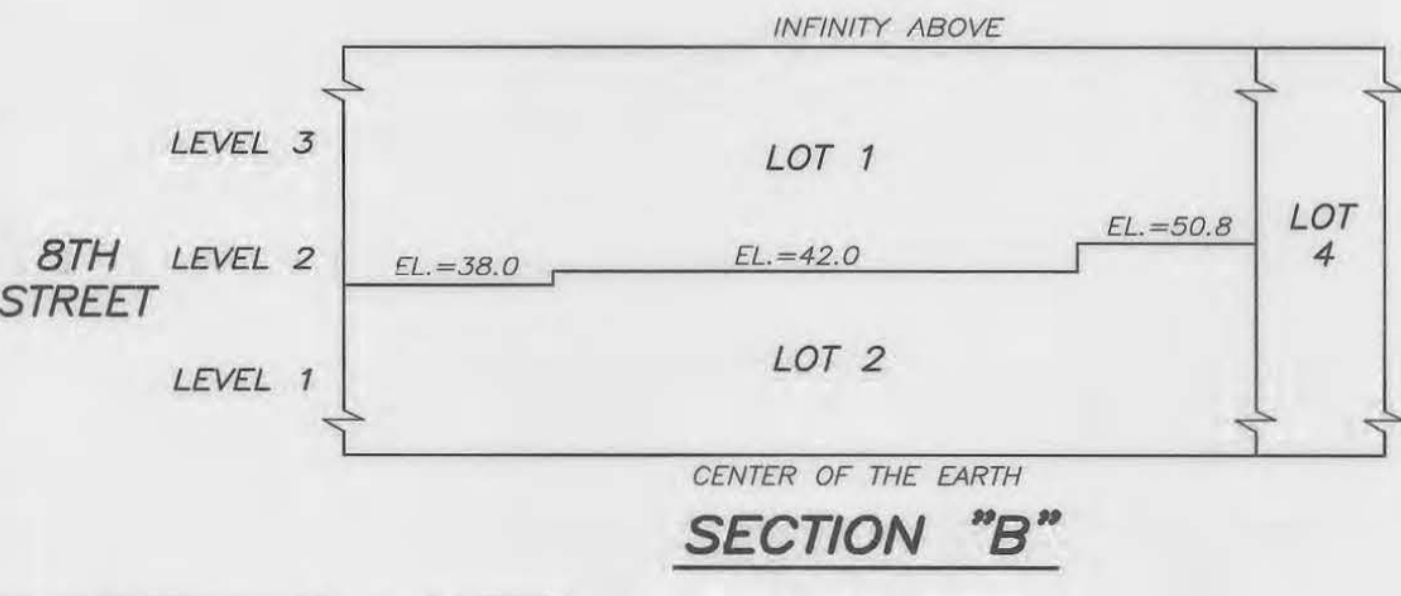 INFINITY ABOVE
LEVEL 3
LOT 1
EL.=50.8
LOT
4
8TH
STREET
LEVEL 2
EL.=38.0
EL.=42.0
LOT 2
LEVEL 1
CENTER OF THE EARTH
SECTION "B"